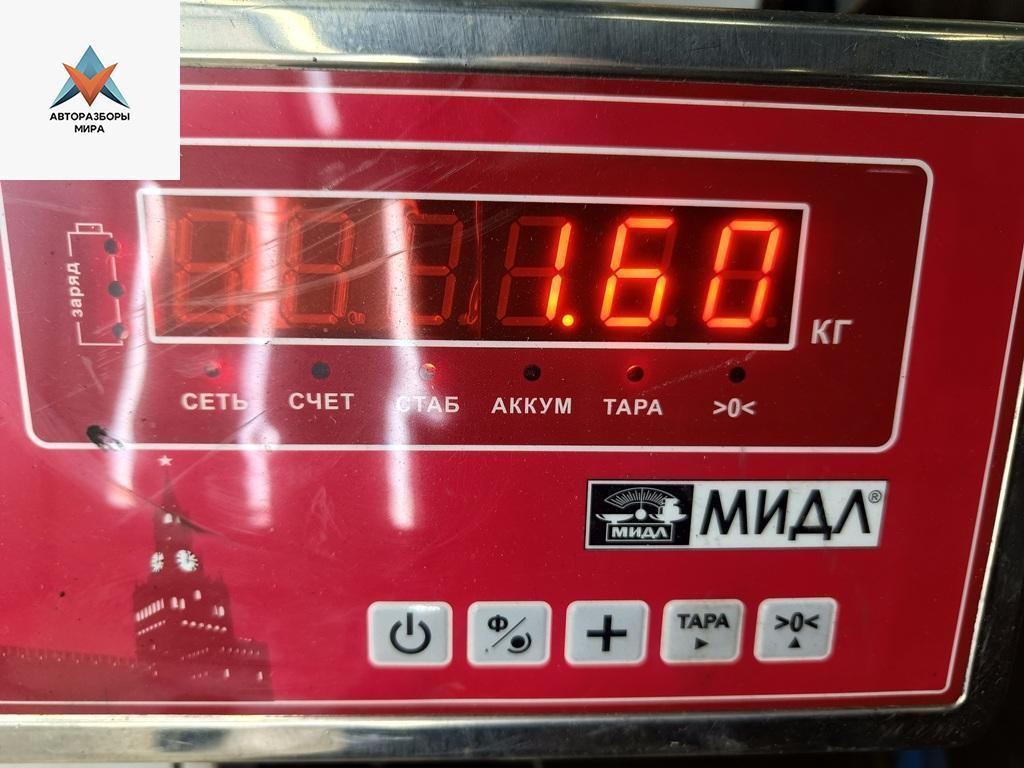 АВТОРАЗБОРЫ
МИРА
заряд
1.60
КГ
СЕТЬ СЧЕТ СТАБ АККУМ ТАРА >0<
МИДЛ МИДЛ®
Ф ТАРА >0<